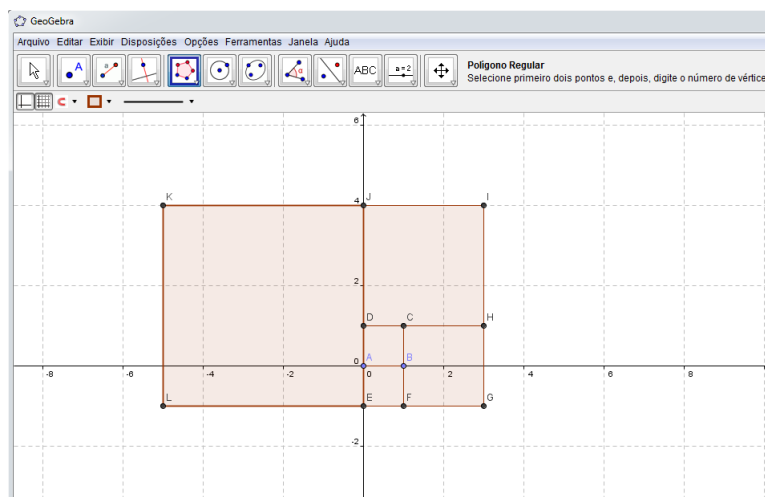 GeoGebra
Arquivo Editar Exibir Disposições Opções Ferramentas Janela Ajuda
A
a
α
ABC
a = 2
Polígono Regular
Selecione primeiro dois pontos e, depois, digite o número de vértice
6
K J I
4
2
D C H
0 A B
-8 -6 -4 -2 0 2 4 6 8
L E F G
-2